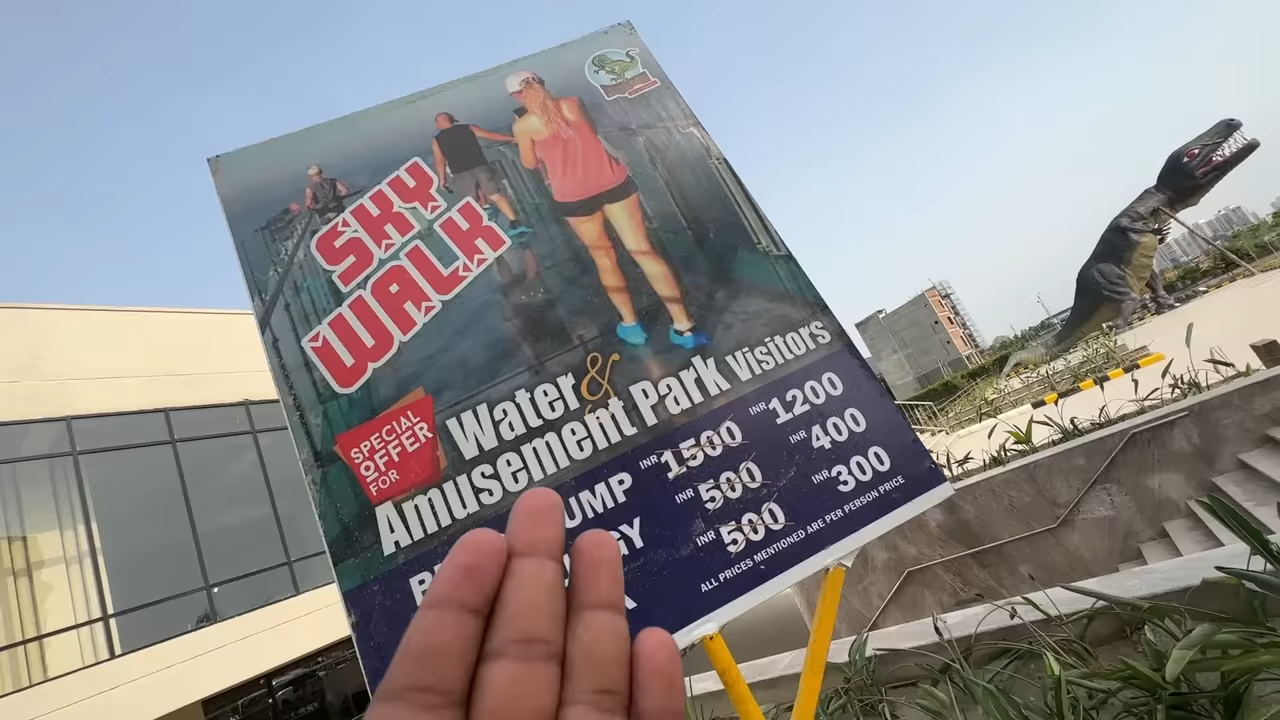 SKY
WALK
SPECIAL
OFFER
FOR
Water &
Amusement Park Visitors
UMP INR 1500 INR 1200
GY INR 500 INR 400
INR 500 INR 300
ALL PRICES MENTIONED ARE PER PERSON PRICE